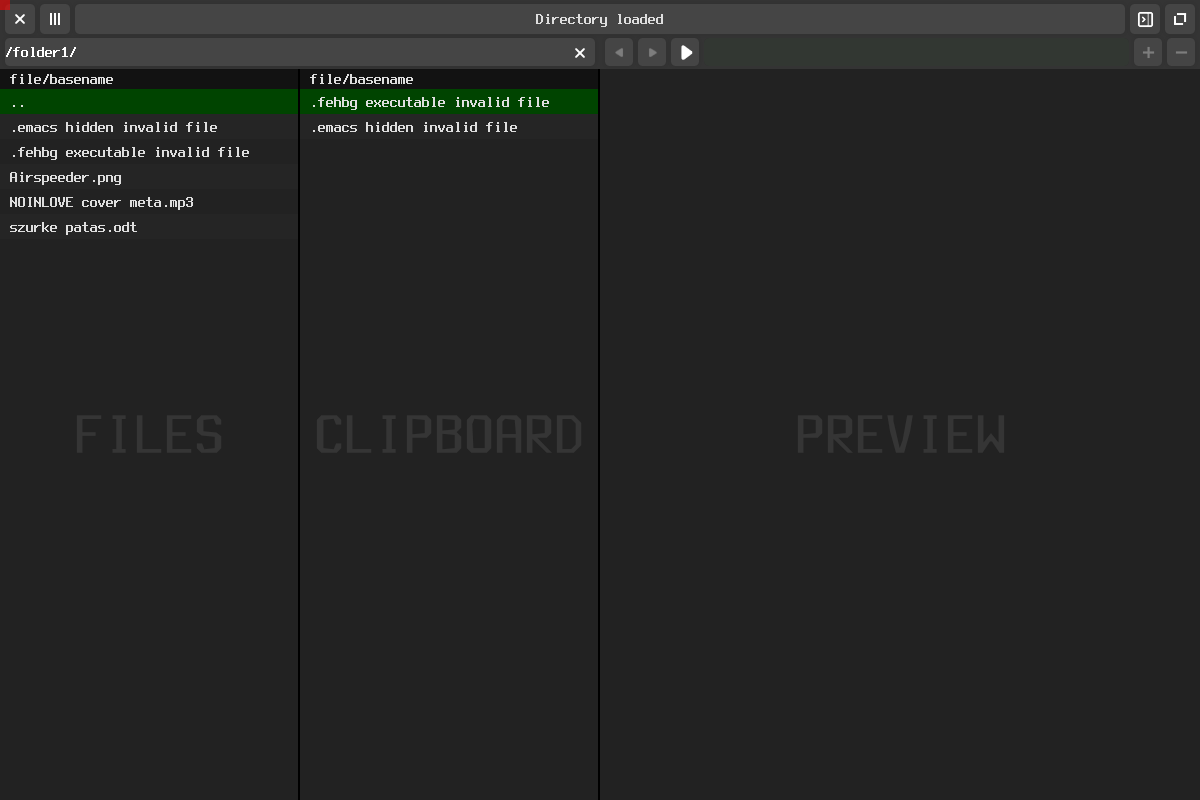 Directory loaded
/folder1/
file/basename
..
.emacs hidden invalid file
.fehbg executable invalid file
Airspeeder.png
NOINLOVE cover meta.mp3
szurke patas.odt
FILES
file/basename
.fehbg executable invalid file
.emacs hidden invalid file
CLIPBOARD
PREVIEW